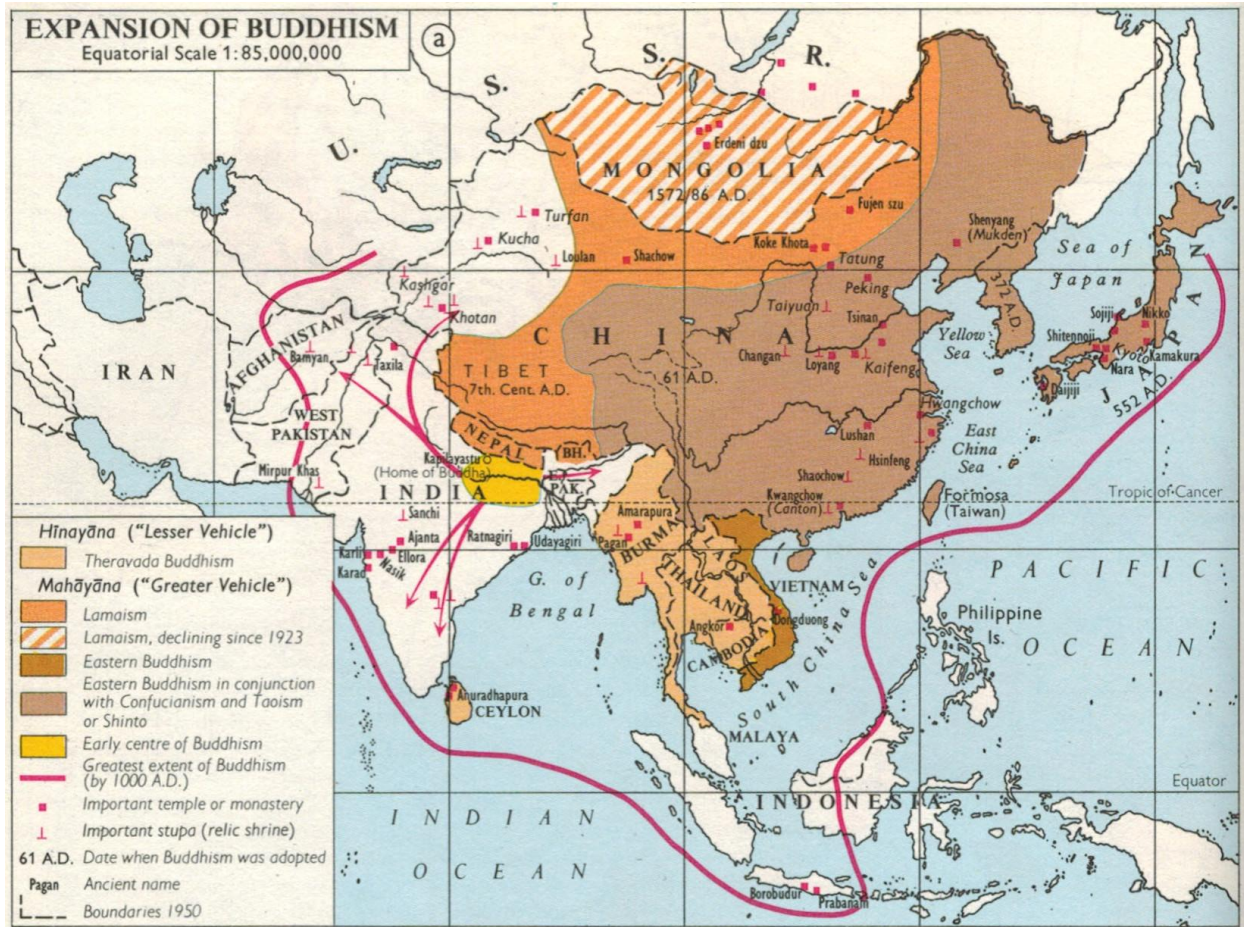 EXPANSION OF BUDDHISM
Equatorial Scale 1:85,000,000
a
U.
S.
S.
R.
Erdeni dzu
MONGOLIA
1572/86 A.D.
Turfan
Fujen szu
Kucha
Shenyang
(Mukden)
Koke Khota
Loulan
Shachow
Tatung
Sea of
Japan
Kashgar
Peking
Khotan
Taiyuan
372 A.D.
Tsinan
Sojiji
Nikko
CHINA
Yellow
Sea
Shitennoji
Kyoto
Kamakura
AFGHANISTAN
Bamyan
Taxila
Changan
Loyang
Kaifeng
Nara
IRAN
TIBET
7th. Cent. A.D.
61 A.D.
Daijiji
JAPAN
552 A.D.
WEST
PAKISTAN
NEPAL
BH.
Hwangchow
Kapilavastu
(Home of Buddha)
Lushan
East
China
Sea
Mirpur Khas
Hsinfeng
INDIA
PAK.
Shaochow
Kwangchow
(Canton)
Formosa
(Taiwan)
Tropic of Cancer
Sanchi
Amarapura
Ajanta
Ratnagiri
Udayagiri
Pagan
BURMA
LAOS
Karli
Ellora
Nasik
Karad
G. of
Bengal
THAILAND
VIETNAM
PACIFIC
OCEAN
Philippine
Is.
Dongduong
Angkor
CAMBODIA
South China Sea
Anuradhapura
CEYLON
MALAYA
Equator
INDONESIA
INDIAN
OCEAN
Borobudur
Prabanam
Hīnayāna ("Lesser Vehicle")
Theravada Buddhism
Mahāyāna ("Greater Vehicle")
Lamaism
Lamaism, declining since 1923
Eastern Buddhism
Eastern Buddhism in conjunction
with Confucianism and Taoism
or Shinto
Early centre of Buddhism
Greatest extent of Buddhism
(by 1000 A.D.)
Important temple or monastery
Important stupa (relic shrine)
61 A.D. Date when Buddhism was adopted
Pagan Ancient name
Boundaries 1950